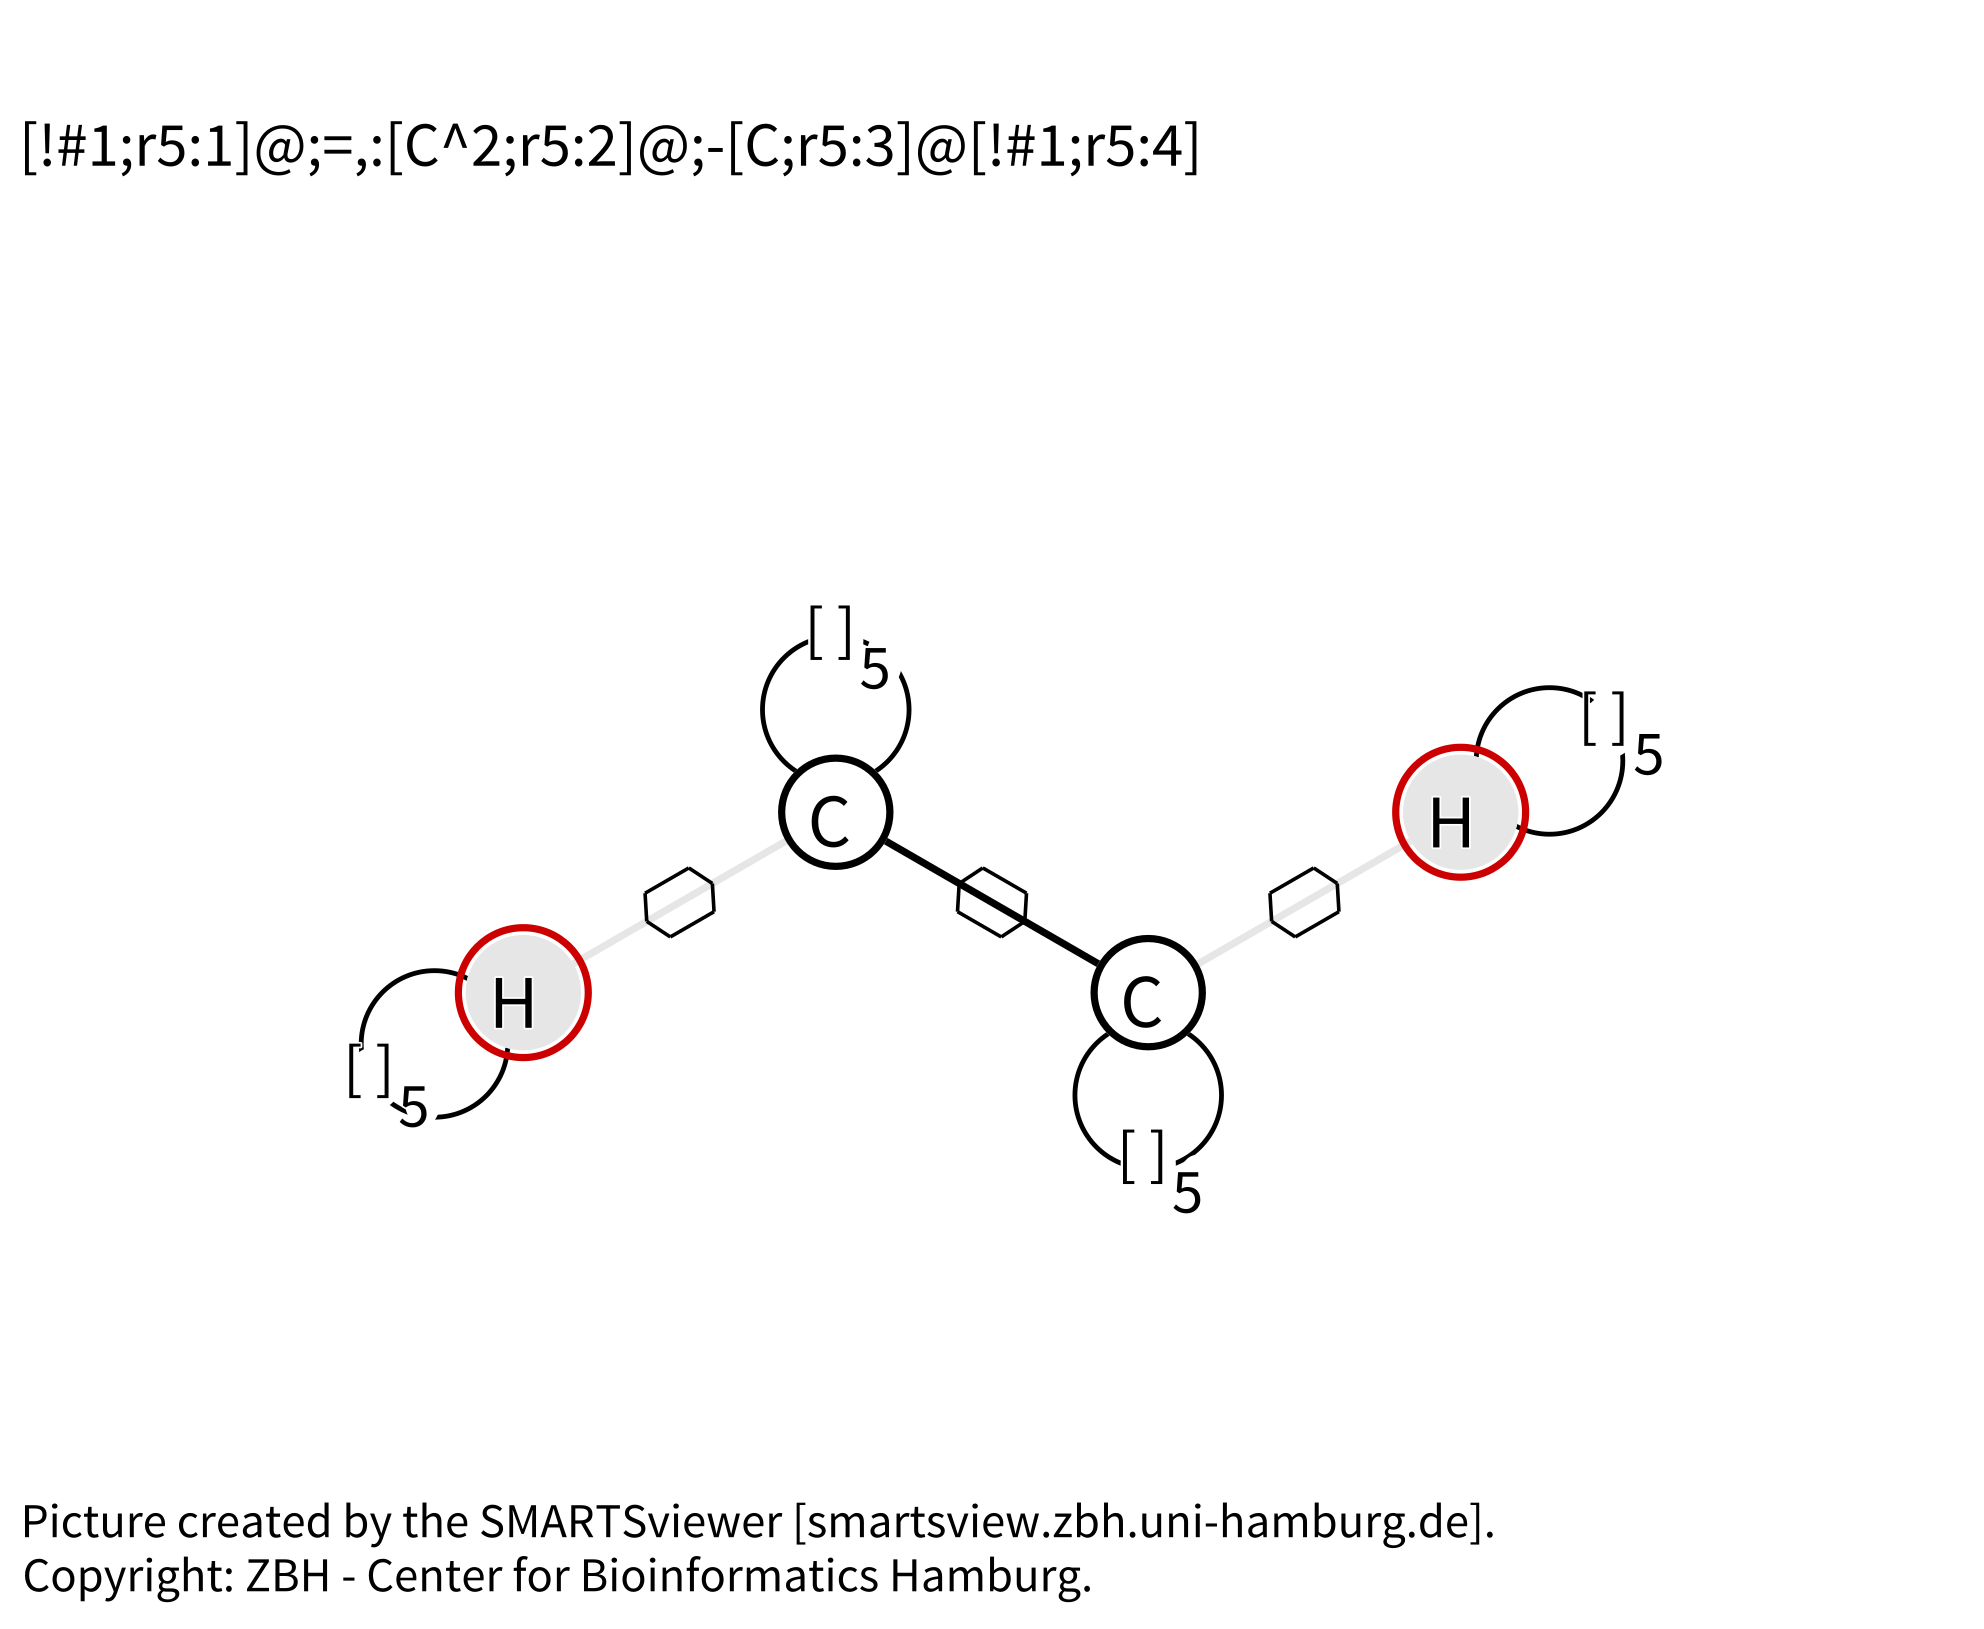 [!#1;r5:1]@;=,:[C^2;r5:2]@;-[C;r5:3]@[!#1;r5:4]
[ ]5
[ ]5
C
H
H
C
[ ]5
[ ]5
Picture created by the SMARTSviewer [smartsview.zbh.uni-hamburg.de].
Copyright: ZBH - Center for Bioinformatics Hamburg.